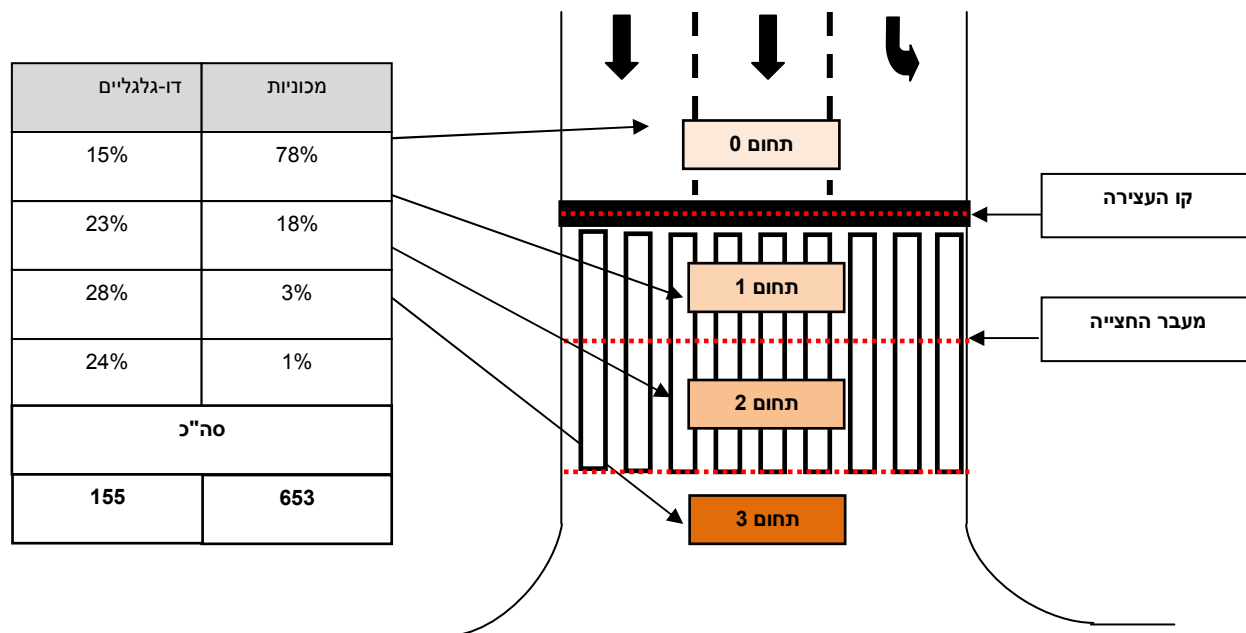 מכוניות דו-גלגליים
78% 15%
18% 23%
3% 28%
1% 24%
סה"כ
653 155
תחום 0
קו העצירה
תחום 1
מעבר החצייה
תחום 2
תחום 3